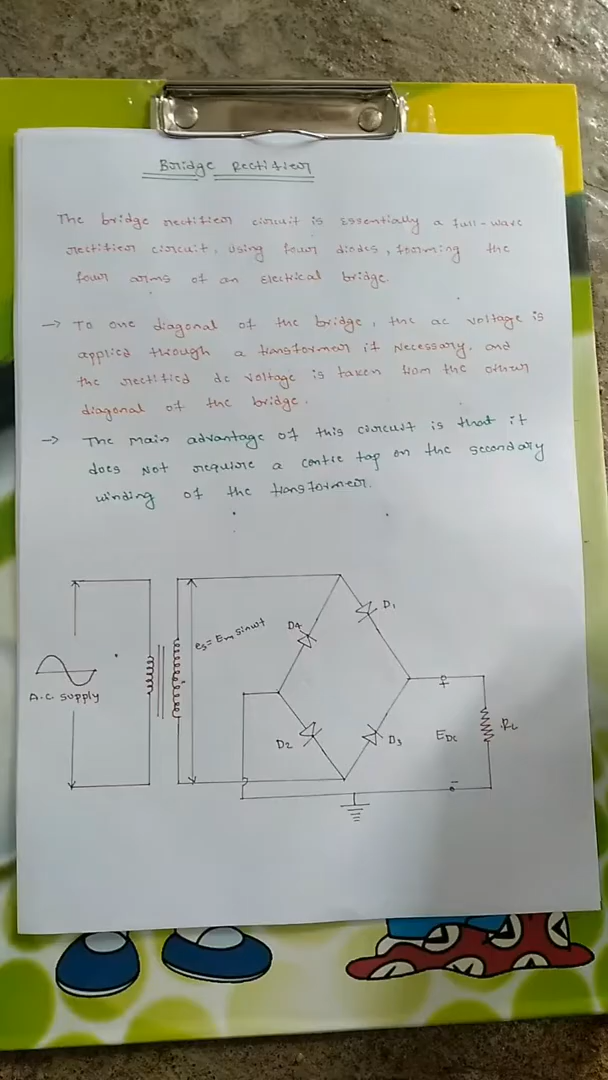 Bridge Rectifier
The bridge rectifier circuit is essentially a full-wave
rectifier circuit, using four diodes, forming the
four arms of an electrical bridge.
→ To one diagonal of the bridge, the ac voltage is
applied through a transformer if necessary, and
the rectified dc voltage is taken from the other
diagonal of the bridge.
→ The main advantage of this circuit is that it
does not require a centre tap on the secondary
winding of the transformer.
A.C. supply
es = Em sinωt
D4
D1
D2
D3
+
EDC
RL
-